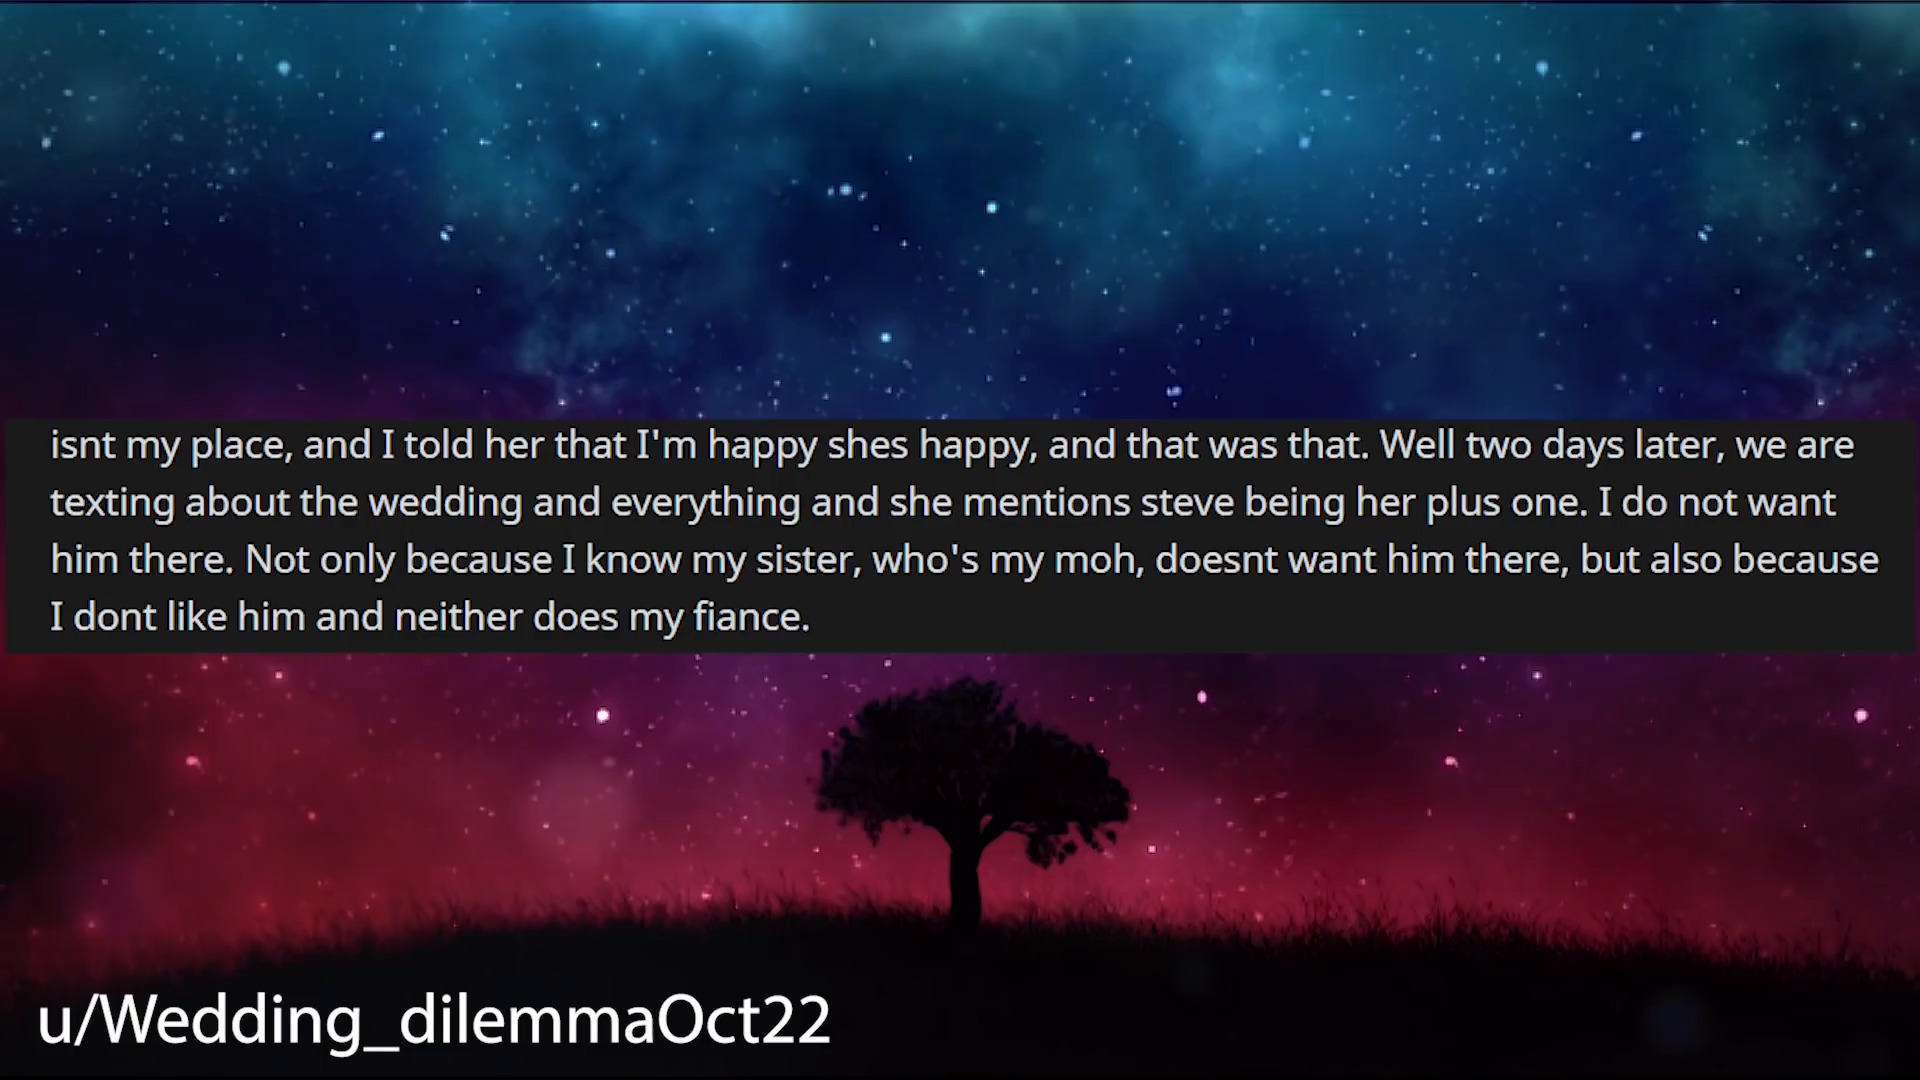 isnt my place, and I told her that I'm happy shes happy, and that was that. Well two days later, we are
texting about the wedding and everything and she mentions steve being her plus one. I do not want
him there. Not only because I know my sister, who's my moh, doesnt want him there, but also because
I dont like him and neither does my fiance.
u/Wedding_dilemmaOct22